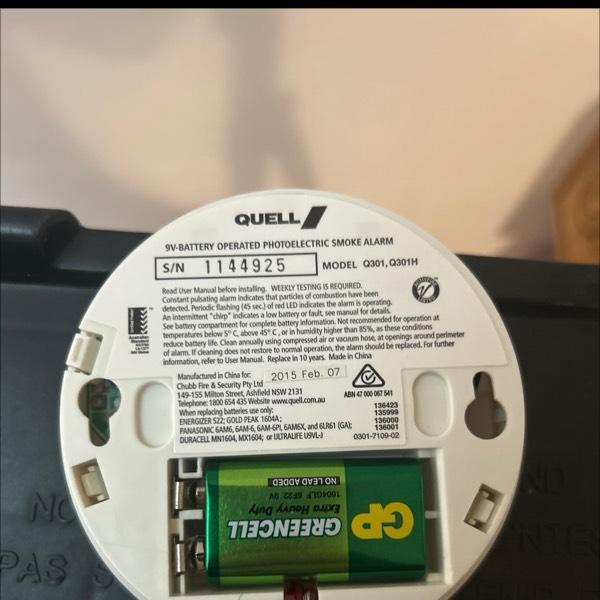 QUELL
9V-BATTERY OPERATED PHOTOELECTRIC SMOKE ALARM
S/N 1144925 MODEL Q301, Q301H
Read User Manual before installing. WEEKLY TESTING IS REQUIRED.
Constant pulsating alarm indicates that particles of combustion have been
detected. Periodic flashing (45 sec.) of red LED indicates the alarm is operating.
An intermittent "chirp" indicates a low battery or fault, see manual for details.
See battery compartment for complete battery information. Not recommended for operation at
temperatures below 5° C, above 45° C, or in humidity higher than 85%, as these conditions
reduce battery life. Clean annually using compressed air or vacuum hose, at openings around perimeter
of alarm. If cleaning does not restore to normal operation, the alarm should be replaced. For further
information, refer to User Manual. Replace in 10 years. Made in China
Manufactured in China for: 2015 Feb. 07
Chubb Fire & Security Pty Ltd
149-155 Milton Street, Ashfield NSW 2131
Telephone: 1800 654 435 Website www.quell.com.au
ABN 47 000 067 541
When replacing batteries use only:
ENERGIZER 522; GOLD PEAK 1604A;
PANASONIC 6AM6, 6AM-6, 6AM-6PI, 6AM6X, and 6LR61 (GA);
DURACELL MN1604, MX1604; or ULTRALIFE U9VL-J
136423
135999
136000
136001
0301-7109-02
GP
GREENCELL
Extra Heavy Duty
1604GLF 6F22 9V
NO LEAD ADDED
NO
PAS S
ND
NTE